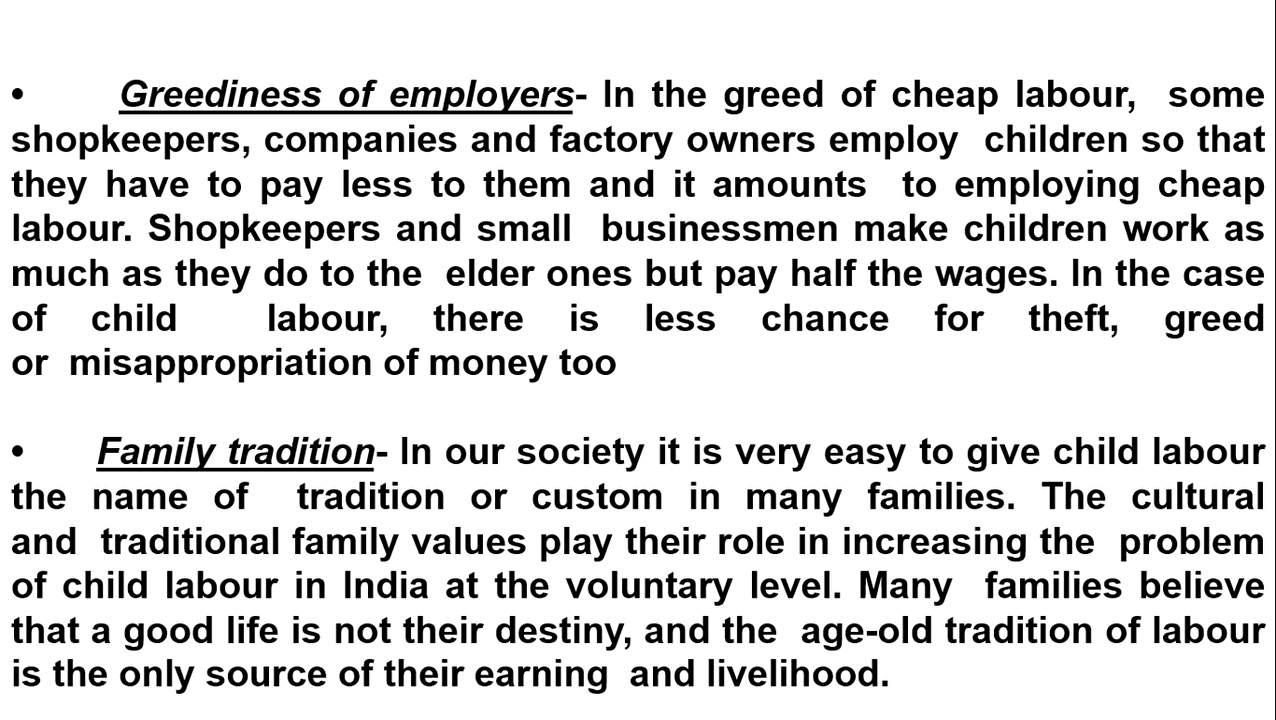 • Greediness of employers- In the greed of cheap labour, some
shopkeepers, companies and factory owners employ children so that
they have to pay less to them and it amounts to employing cheap
labour. Shopkeepers and small businessmen make children work as
much as they do to the elder ones but pay half the wages. In the case
of child labour, there is less chance for theft, greed
or misappropriation of money too
• Family tradition- In our society it is very easy to give child labour
the name of tradition or custom in many families. The cultural
and traditional family values play their role in increasing the problem
of child labour in India at the voluntary level. Many families believe
that a good life is not their destiny, and the age-old tradition of labour
is the only source of their earning and livelihood.